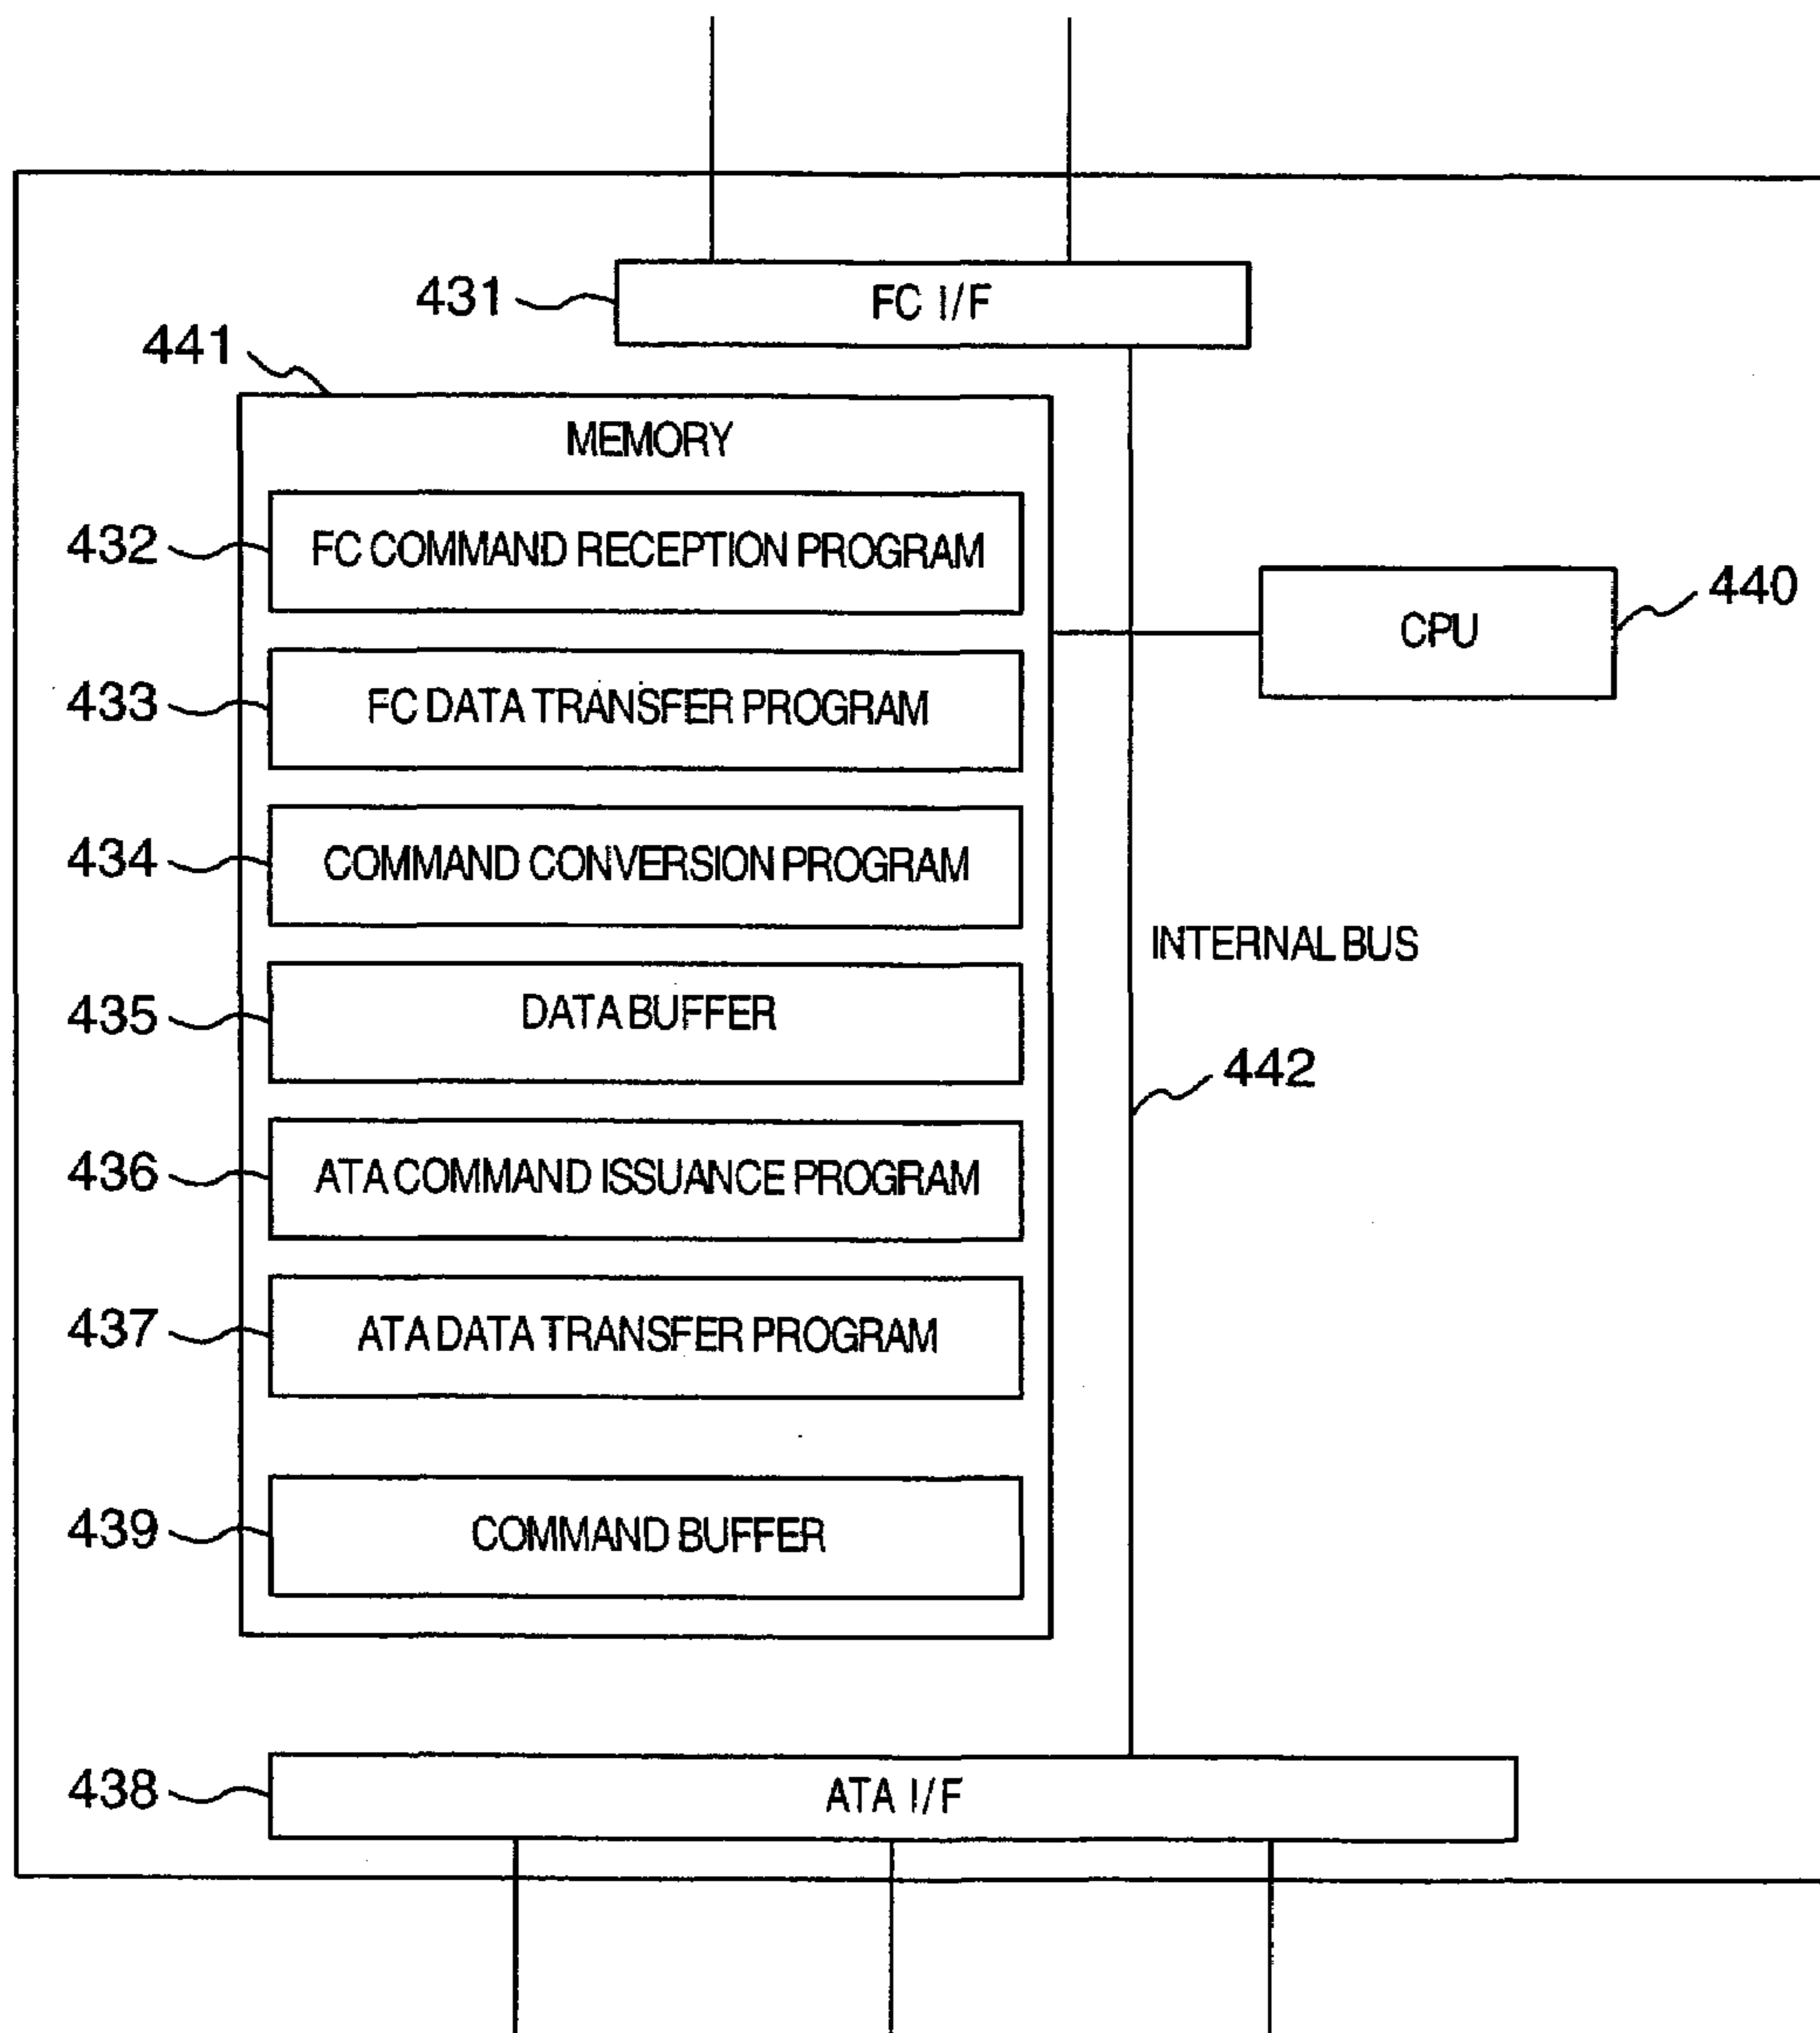 431
FC I/F
441
MEMORY
432
FC COMMAND RECEPTION PROGRAM
440
CPU
433
FC DATA TRANSFER PROGRAM
434
COMMAND CONVERSION PROGRAM
INTERNAL BUS
435
DATA BUFFER
442
436
ATA COMMAND ISSUANCE PROGRAM
437
ATA DATA TRANSFER PROGRAM
439
COMMAND BUFFER
438
ATA I/F